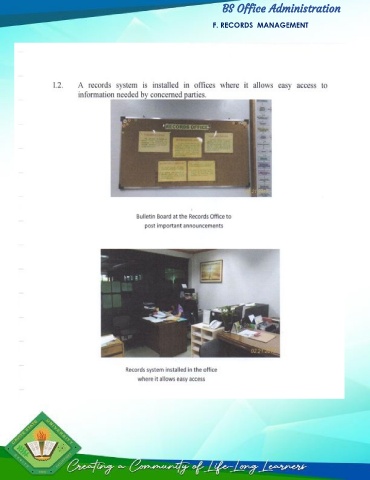 BS Office Administration
F. RECORDS MANAGEMENT
I.2. A records system is installed in offices where it allows easy access to
information needed by concerned parties.
RECORDS OFFICE
Bulletin Board at the Records Office to
post important announcements
Records system installed in the office
where it allows easy access
Creating a Community of Life-Long Learners